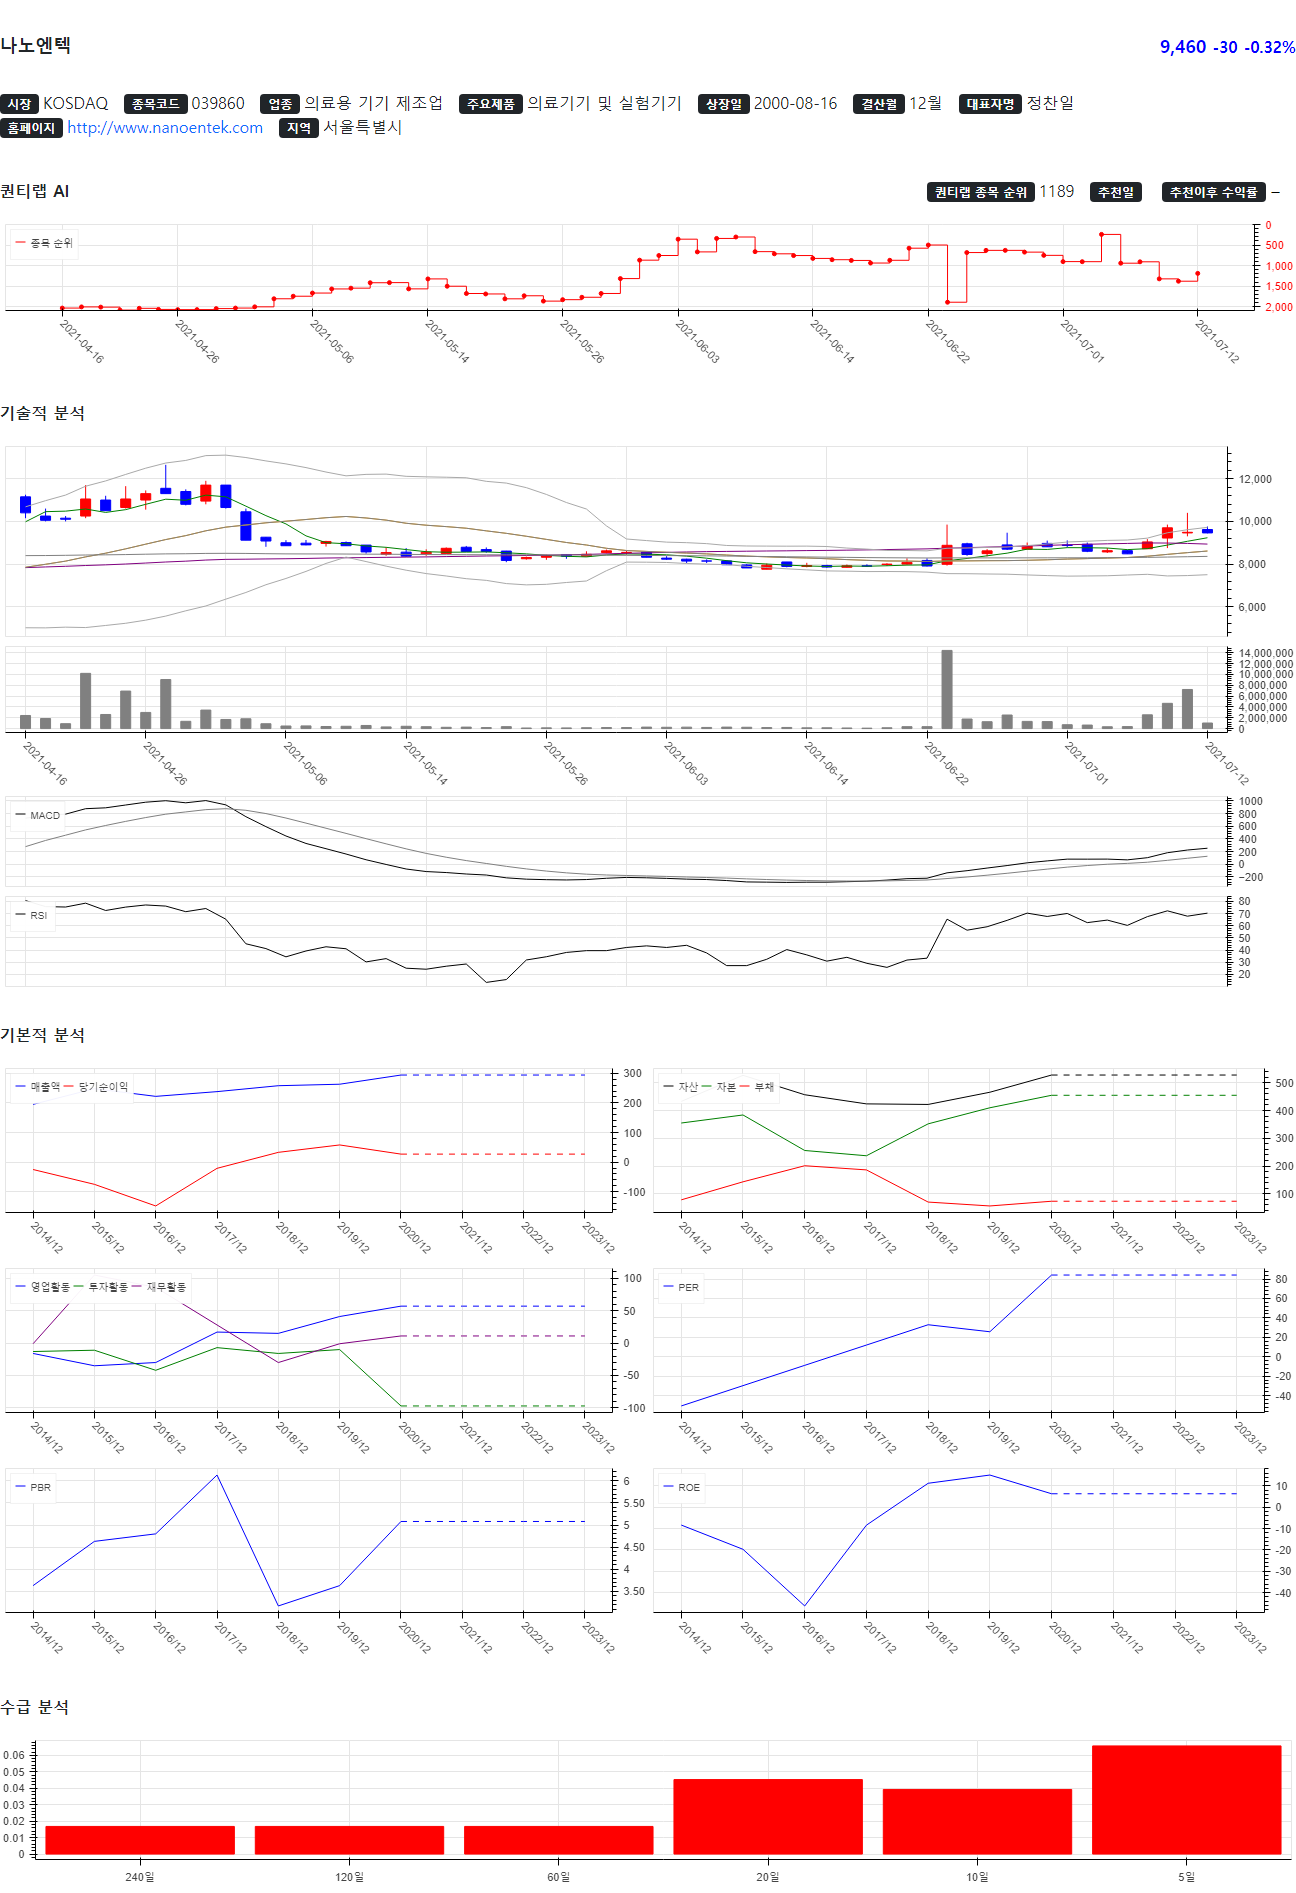 나노엔텍
9,460 -30 -0.32%
시장 KOSDAQ 종목코드 039860 업종 의료용 기기 제조업 주요제품 의료기기 및 실험기기 상장일 2000-08-16 결산월 12월 대표자명 정찬일
홈페이지 http://www.nanoentek.com 지역 서울특별시
퀀티랩 AI
퀀티랩 종목 순위 1189 추천일 추천이후 수익률 –
종목 순위
0
500
1,000
1,500
2,000
2021-04-16 2021-04-26 2021-05-06 2021-05-14 2021-05-26 2021-06-03 2021-06-14 2021-06-22 2021-07-01 2021-07-12
기술적 분석
12,000
10,000
8,000
6,000
14,000,000
12,000,000
10,000,000
8,000,000
6,000,000
4,000,000
2,000,000
0
2021-04-16 2021-04-26 2021-05-06 2021-05-14 2021-05-26 2021-06-03 2021-06-14 2021-06-22 2021-07-01 2021-07-12
MACD
1000
800
600
400
200
0
−200
RSI
80
70
60
50
40
30
20
기본적 분석
매출액 당기순이익
300
200
100
0
-100
2014/12 2015/12 2016/12 2017/12 2018/12 2019/12 2020/12 2021/12 2022/12 2023/12
자산 자본 부채
500
400
300
200
100
2014/12 2015/12 2016/12 2017/12 2018/12 2019/12 2020/12 2021/12 2022/12 2023/12
영업활동 투자활동 재무활동
100
50
0
-50
-100
2014/12 2015/12 2016/12 2017/12 2018/12 2019/12 2020/12 2021/12 2022/12 2023/12
PER
80
60
40
20
0
-20
-40
2014/12 2015/12 2016/12 2017/12 2018/12 2019/12 2020/12 2021/12 2022/12 2023/12
PBR
6
5.50
5
4.50
4
3.50
2014/12 2015/12 2016/12 2017/12 2018/12 2019/12 2020/12 2021/12 2022/12 2023/12
ROE
10
0
-10
-20
-30
-40
2014/12 2015/12 2016/12 2017/12 2018/12 2019/12 2020/12 2021/12 2022/12 2023/12
수급 분석
0.06
0.05
0.04
0.03
0.02
0.01
0
240일 120일 60일 20일 10일 5일